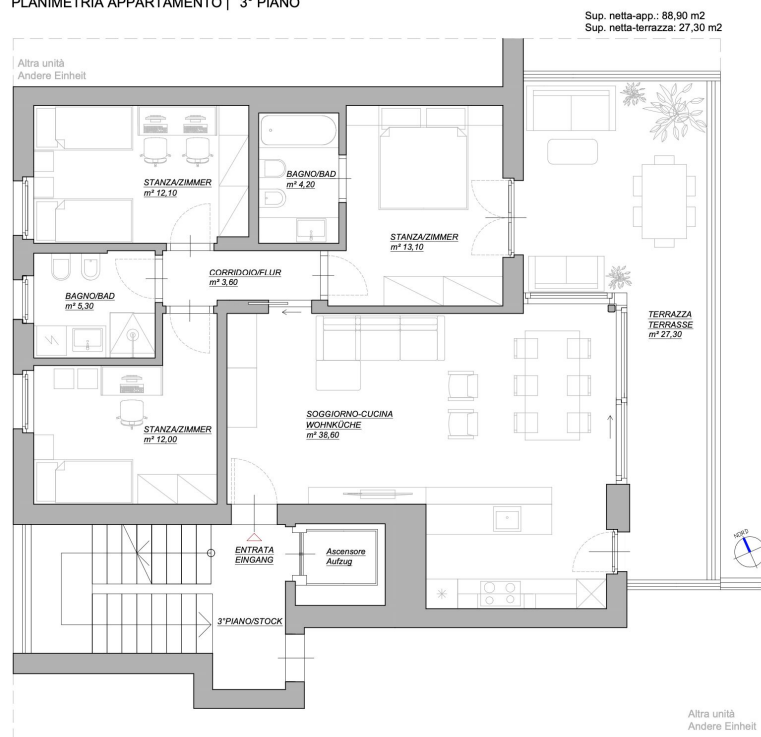 PLANIMETRIA APPARTAMENTO | 3° PIANO
Sup. netta-app.: 88,90 m2
Sup. netta-terrazza: 27,30 m2
Altra unità
Andere Einheit
STANZA/ZIMMER
m² 12,10
BAGNO/BAD
m² 4,20
STANZA/ZIMMER
m² 13,10
CORRIDOIO/FLUR
m² 3,60
BAGNO/BAD
m² 5,30
TERRAZZA
TERRASSE
m² 27,30
STANZA/ZIMMER
m² 12,00
SOGGIORNO-CUCINA
WOHNKÜCHE
m² 38,60
NORD
ENTRATA
EINGANG
Ascensore
Aufzug
3°PIANO/STOCK
Altra unità
Andere Einheit